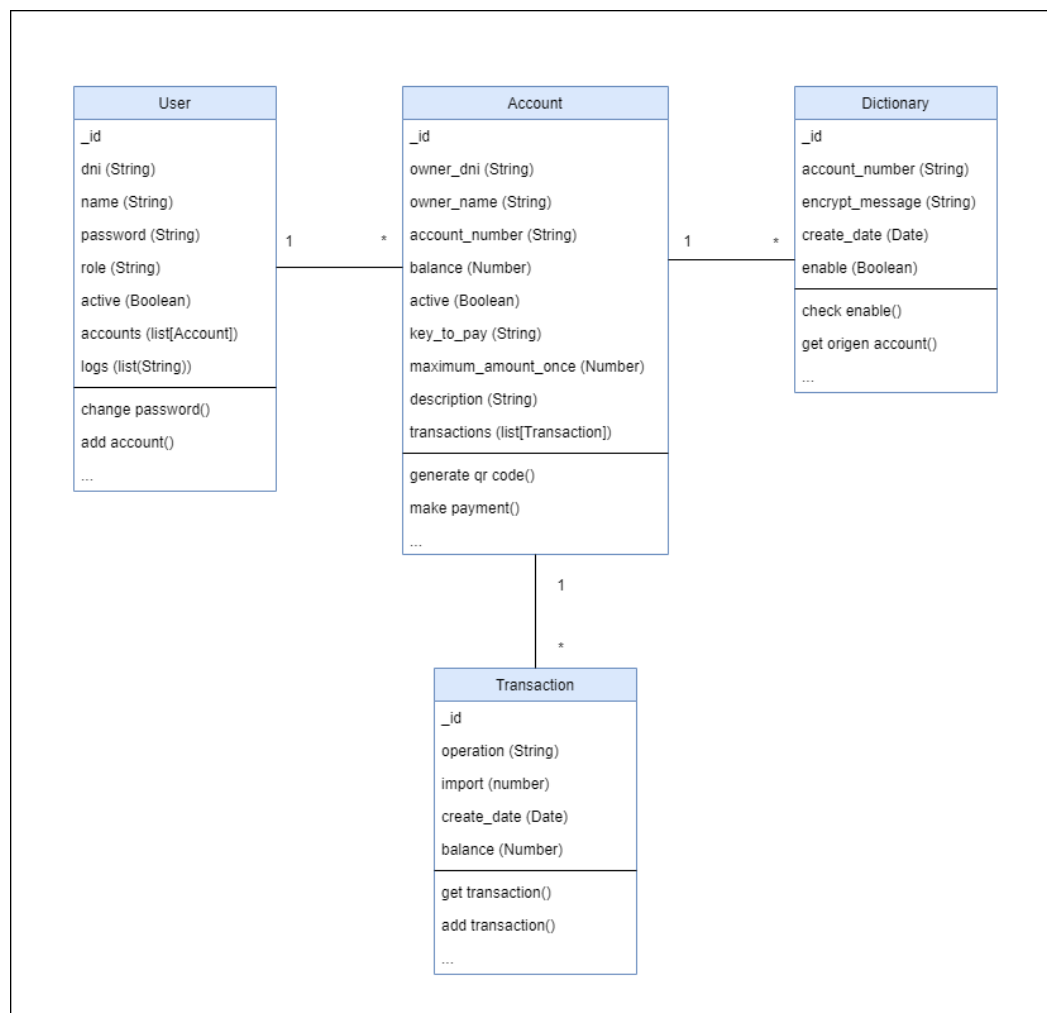 User
_id
dni (String)
name (String)
password (String)
role (String)
active (Boolean)
accounts (list[Account])
logs (list(String))
change password()
add account()
...
1
*
Account
_id
owner_dni (String)
owner_name (String)
account_number (String)
balance (Number)
active (Boolean)
key_to_pay (String)
maximum_amount_once (Number)
description (String)
transactions (list[Transaction])
generate qr code()
make payment()
...
1
*
Dictionary
_id
account_number (String)
encrypt_message (String)
create_date (Date)
enable (Boolean)
check enable()
get origen account()
...
1
*
Transaction
_id
operation (String)
import (number)
create_date (Date)
balance (Number)
get transaction()
add transaction()
...